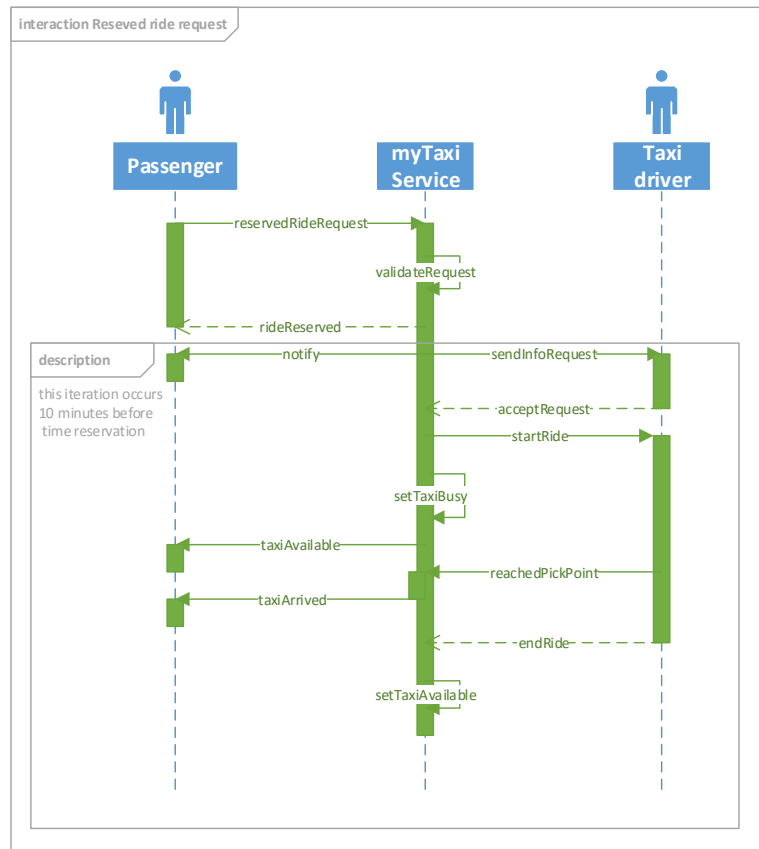 interaction Reseved ride request
Passenger
myTaxi
Service
Taxi
driver
reservedRideRequest
validateRequest
rideReserved
description
notify
sendInfoRequest
this iteration occurs
10 minutes before
time reservation
acceptRequest
startRide
setTaxiBusy
taxiAvailable
reachedPickPoint
taxiArrived
endRide
setTaxiAvailable